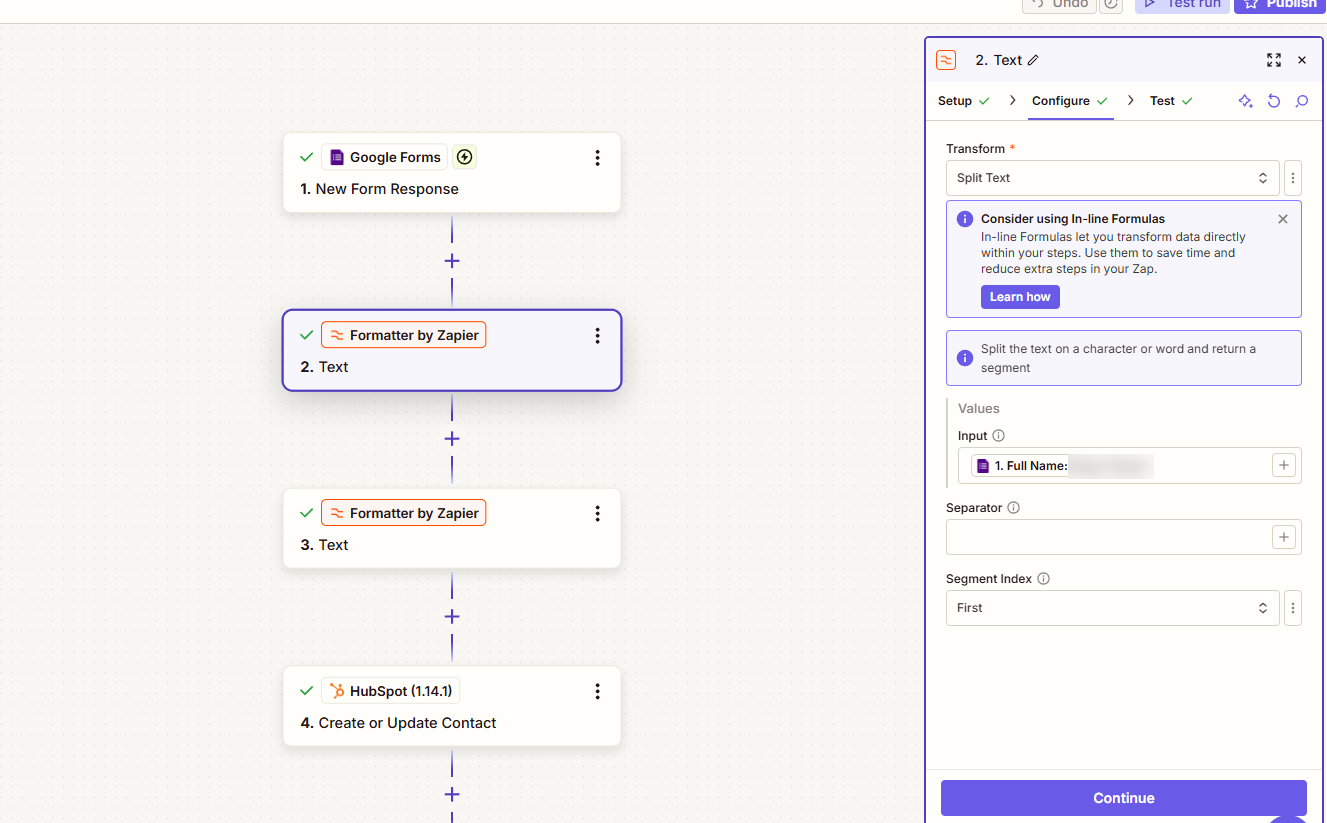 Undo
Test run
Publish
Google Forms
1. New Form Response
Formatter by Zapier
2. Text
Formatter by Zapier
3. Text
HubSpot (1.14.1)
4. Create or Update Contact
2. Text
Setup
Configure
Test
Transform *
Split Text
Consider using In-line Formulas
In-line Formulas let you transform data directly
within your steps. Use them to save time and
reduce extra steps in your Zap.
Learn how
Split the text on a character or word and return a
segment
Values
Input
1. Full Name:
Separator
Segment Index
First
Continue